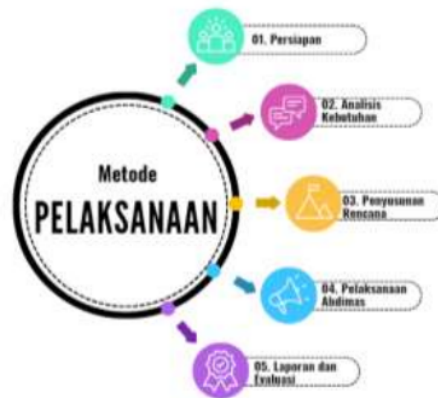 Metode
PELAKSANAAN
01. Persiapan
02. Analisis
Kebutuhan
03. Penyusunan
Rencana
04. Pelaksanaan
Abdimas
05. Laporan dan
Evaluasi